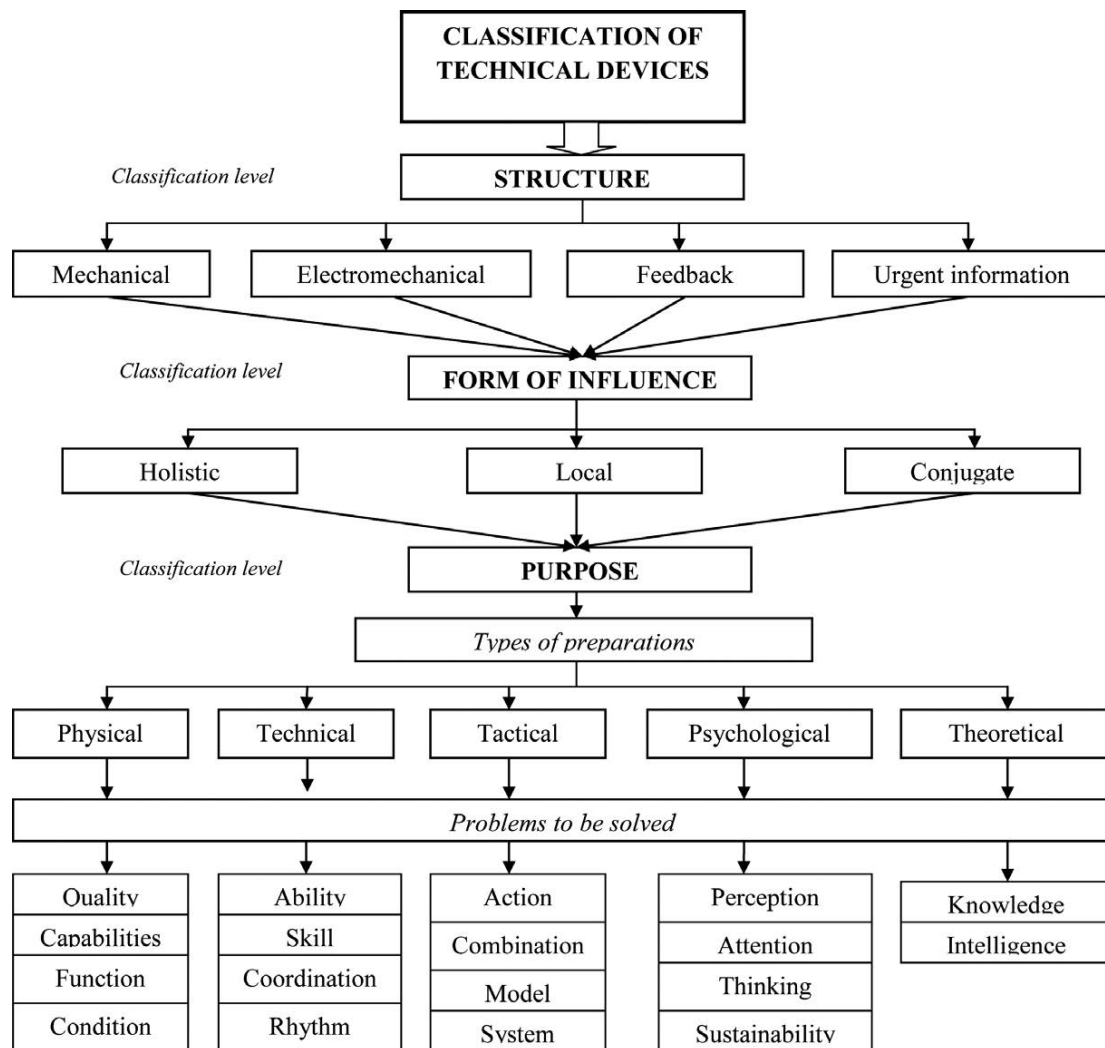 CLASSIFICATION OF
TECHNICAL DEVICES
Classification level
STRUCTURE
Mechanical
Electromechanical
Feedback
Urgent information
Classification level
FORM OF INFLUENCE
Holistic
Local
Conjugate
Classification level
PURPOSE
Types of preparations
Physical
Technical
Tactical
Psychological
Theoretical
Problems to be solved
Quality
Capabilities
Function
Condition
Ability
Skill
Coordination
Rhythm
Action
Combination
Model
System
Perception
Attention
Thinking
Sustainability
Knowledge
Intelligence